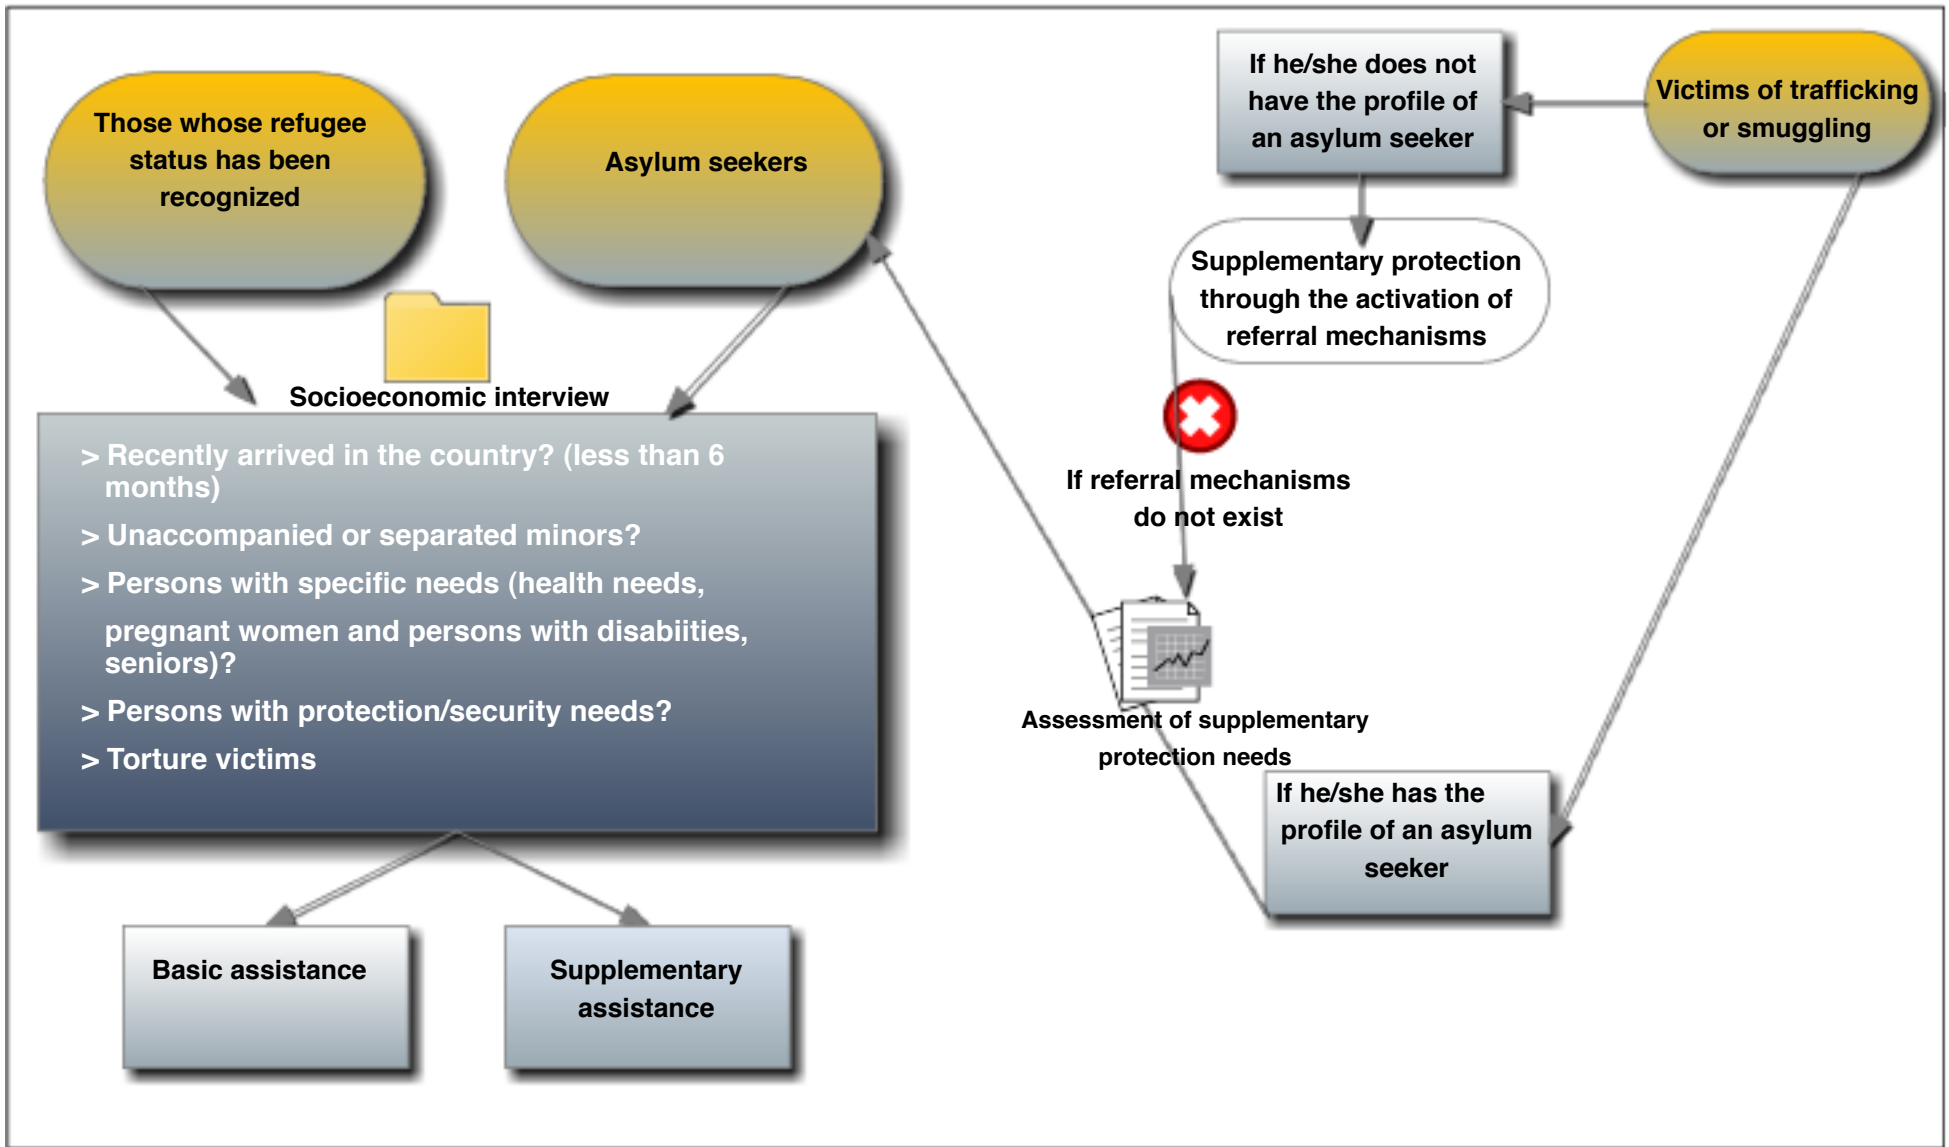 Those whose refugee
status has been
recognized
Asylum seekers
If he/she does not
have the profile of
an asylum seeker
Victims of trafficking
or smuggling
Supplementary protection
through the activation of
referral mechanisms
Socioeconomic interview
> Recently arrived in the country? (less than 6
months)
> Unaccompanied or separated minors?
> Persons with specific needs (health needs,
pregnant women and persons with disabiities,
seniors)?
> Persons with protection/security needs?
> Torture victims
If referral mechanisms
do not exist
Assessment of supplementary
protection needs
If he/she has the
profile of an asylum
seeker
Basic assistance
Supplementary
assistance